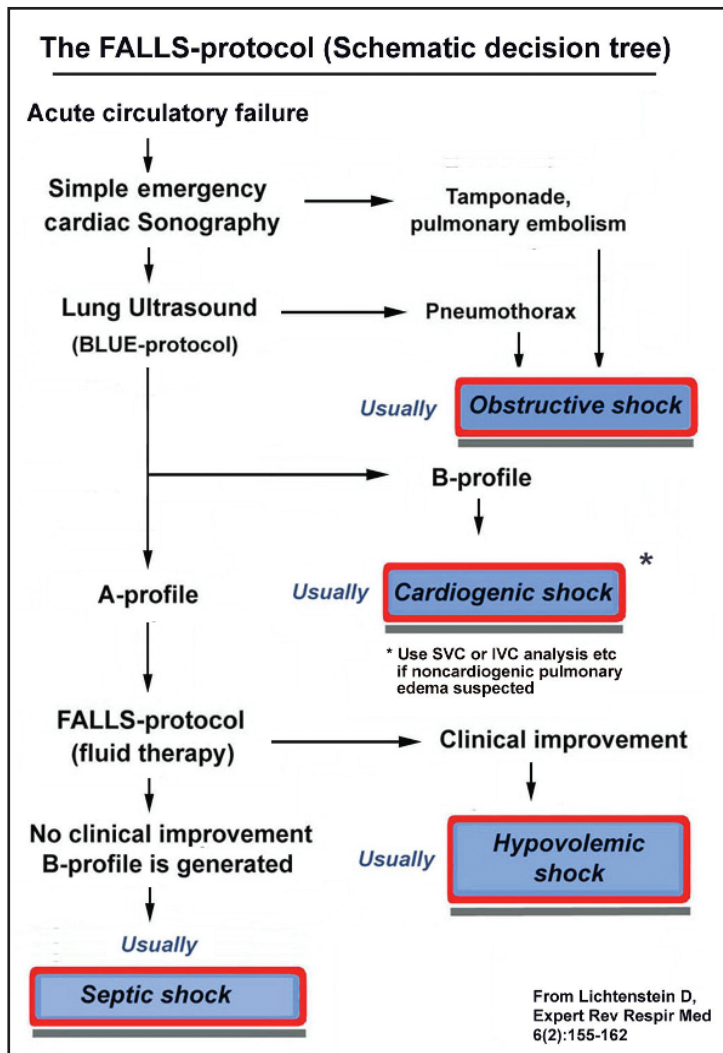 The FALLS-protocol (Schematic decision tree)
Acute circulatory failure
Simple emergency
cardiac Sonography
Tamponade,
pulmonary embolism
Lung Ultrasound
(BLUE-protocol)
Pneumothorax
Usually
Obstructive shock
B-profile
Usually
Cardiogenic shock
*
* Use SVC or IVC analysis etc
if noncardiogenic pulmonary
edema suspected
A-profile
FALLS-protocol
(fluid therapy)
Clinical improvement
Usually
Hypovolemic
shock
No clinical improvement
B-profile is generated
Usually
Septic shock
From Lichtenstein D,
Expert Rev Respir Med
6(2):155-162